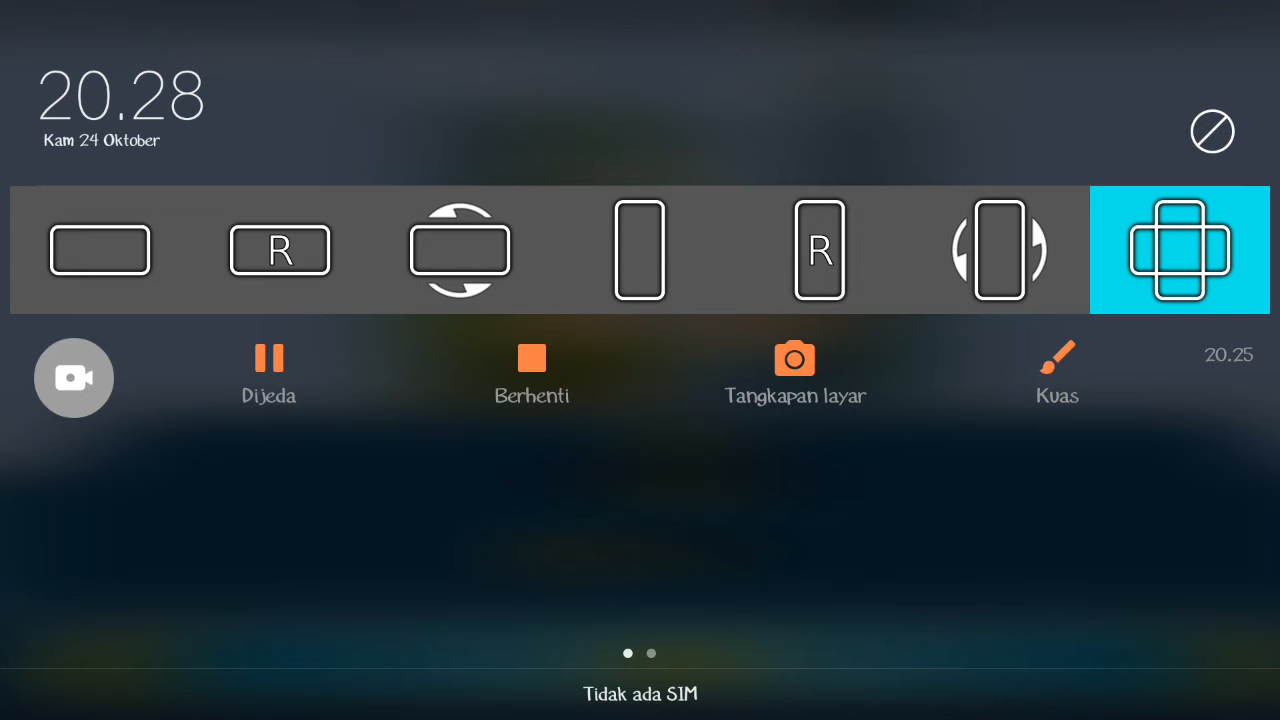 20.28
Kam 24 Oktober
R
R
Dijeda
Berhenti
Tangkapan layar
Kuas
20.25
Tidak ada SIM